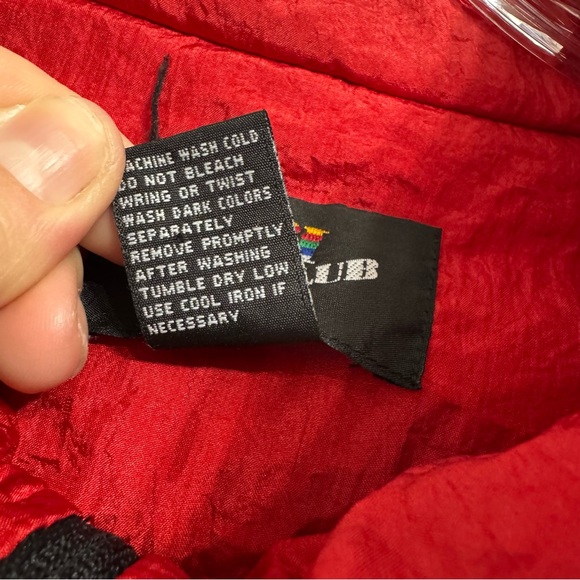 MACHINE WASH COLD
DO NOT BLEACH
WRING OR TWIST
WASH DARK COLORS
SEPARATELY
REMOVE PROMPTLY
AFTER WASHING
TUMBLE DRY LOW
USE COOL IRON IF
NECESSARY
LUB